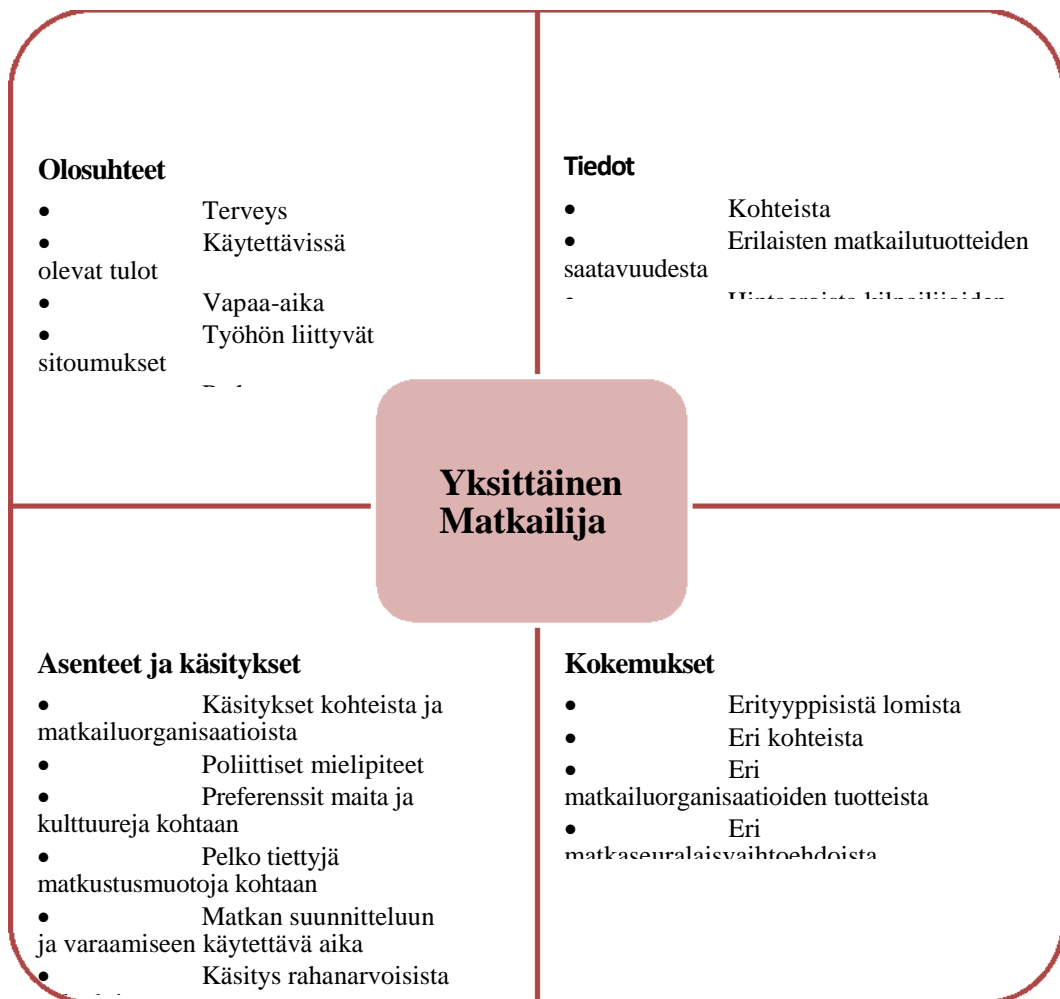 Olosuhteet
• Terveys
• Käytettävissä
olevat tulot
• Vapaa-aika
• Työhön liittyvät
sitoumukset
Tiedot
• Kohteista
• Erilaisten matkailutuotteiden
saatavuudesta
Yksittäinen
Matkailija
Asenteet ja käsitykset
• Käsitykset kohteista ja
matkailuorganisaatioista
• Poliittiset mielipiteet
• Preferenssit maita ja
kulttuureja kohtaan
• Pelko tiettyjä
matkustusmuotoja kohtaan
• Matkan suunnitteluun
ja varaamiseen käytettävä aika
• Käsitys rahanarvoisista
Kokemukset
• Erityyppisistä lomista
• Eri kohteista
• Eri
matkailuorganisaatioiden tuotteista
• Eri
matkaseuralaisvaihtoehdoista